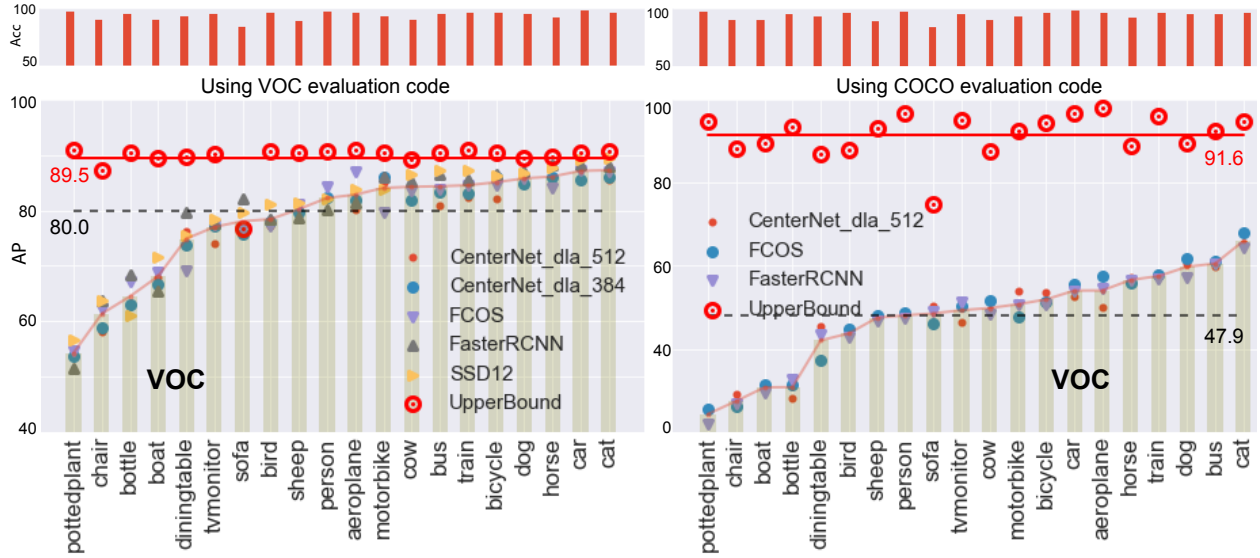 100
Acc
50
100
50
Using VOC evaluation code
Using COCO evaluation code
100
80
60
40
AP
89.5
80.0
CenterNet_dla_512
CenterNet_dla_384
FCOS
FasterRCNN
SSD12
UpperBound
VOC
pottedplant
chair
bottle
boat
diningtable
tvmonitor
sofa
bird
sheep
person
aeroplane
motorbike
cow
bus
train
bicycle
dog
horse
car
cat
100
80
60
40
0
91.6
47.9
CenterNet_dla_512
FCOS
FasterRCNN
UpperBound
VOC
pottedplant
chair
boat
bottle
diningtable
bird
sheep
person
sofa
tvmonitor
cow
motorbike
bicycle
car
aeroplane
horse
train
dog
bus
cat